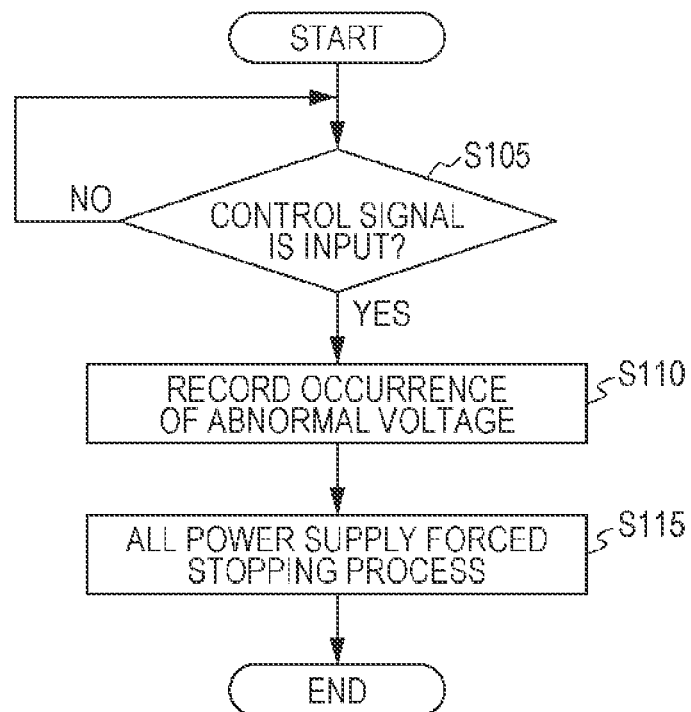 START
S105
NO
CONTROL SIGNAL
IS INPUT?
YES
S110
RECORD OCCURRENCE
OF ABNORMAL VOLTAGE
S115
ALL POWER SUPPLY FORCED
STOPPING PROCESS
END